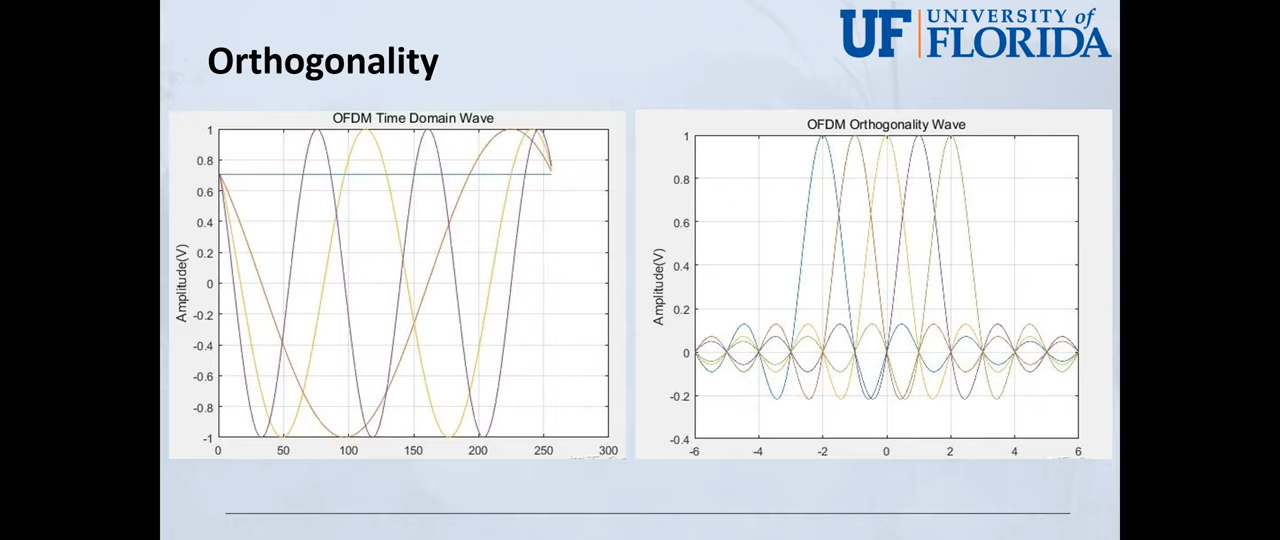 Orthogonality
UF UNIVERSITY of
FLORIDA
OFDM Time Domain Wave
Amplitude(V)
1
0.8
0.6
0.4
0.2
0
-0.2
-0.4
-0.6
-0.8
-1
0 50 100 150 200 250 300
OFDM Orthogonality Wave
Amplitude(V)
1
0.8
0.6
0.4
0.2
0
-0.2
-0.4
-6 -4 -2 0 2 4 6